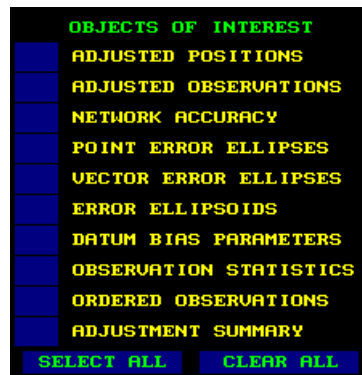 OBJECTS OF INTEREST
ADJUSTED POSITIONS
ADJUSTED OBSERVATIONS
NETWORK ACCURACY
POINT ERROR ELLIPSES
VECTOR ERROR ELLIPSES
ERROR ELLIPSOIDS
DATUM BIAS PARAMETERS
OBSERVATION STATISTICS
ORDERED OBSERVATIONS
ADJUSTMENT SUMMARY
SELECT ALL CLEAR ALL